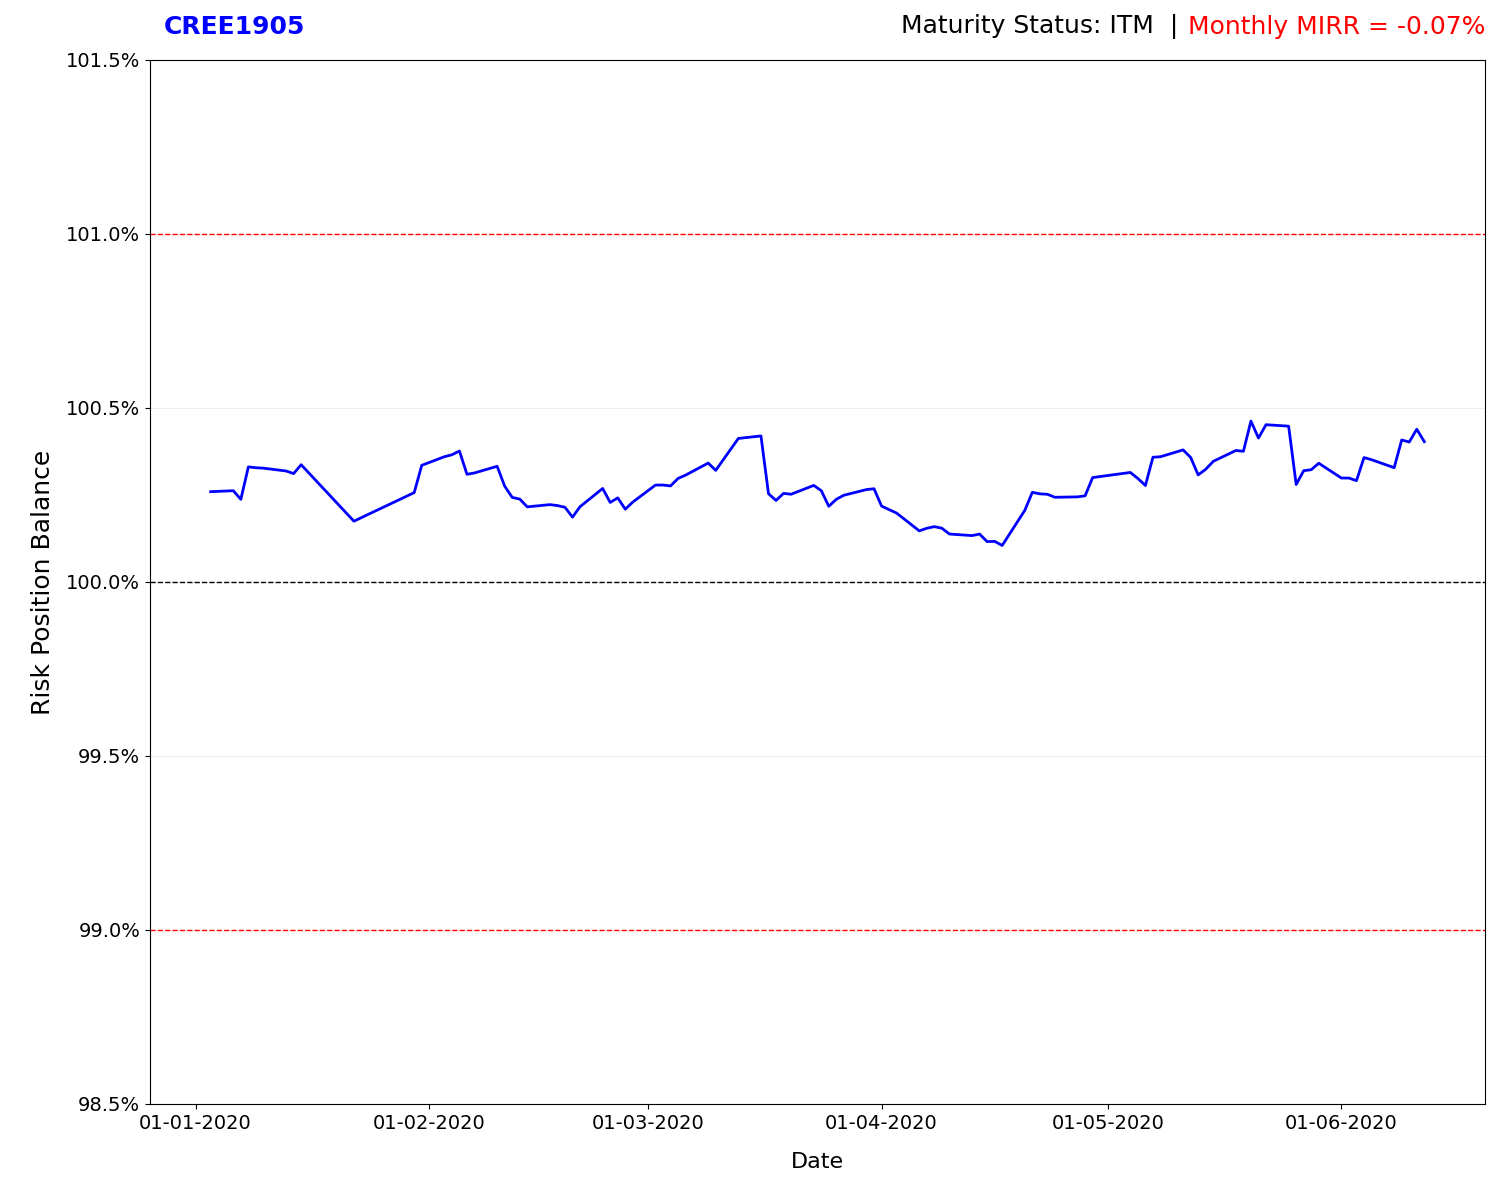 CREE1905
Maturity Status: ITM | Monthly MIRR = -0.07%
101.5%
101.0%
100.5%
100.0%
99.5%
99.0%
98.5%
Risk Position Balance
01-01-2020 01-02-2020 01-03-2020 01-04-2020 01-05-2020 01-06-2020
Date